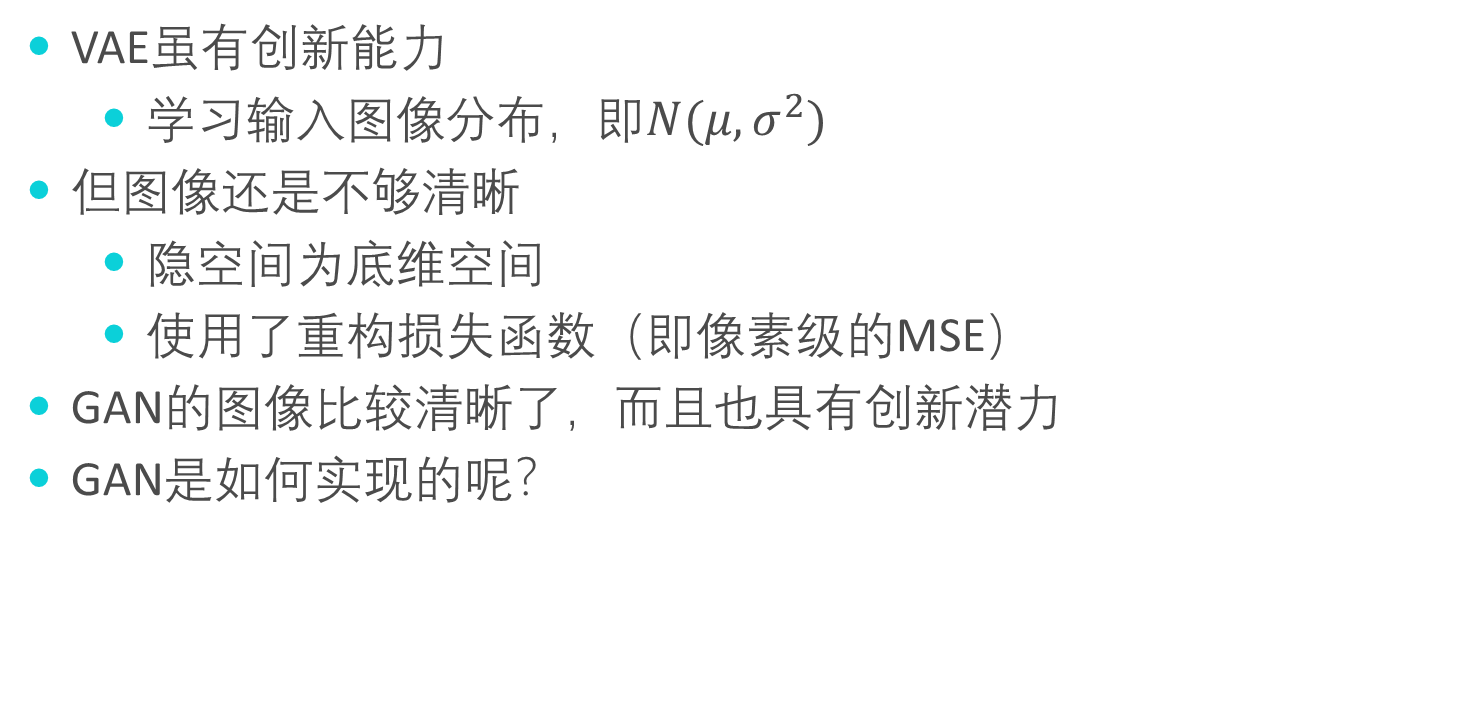 • VAE虽有创新能力
• 学习输入图像分布，即N(μ, σ²)
• 但图像还是不够清晰
• 隐空间为底维空间
• 使用了重构损失函数（即像素级的MSE）
• GAN的图像比较清晰了，而且也具有创新潜力
• GAN是如何实现的呢？